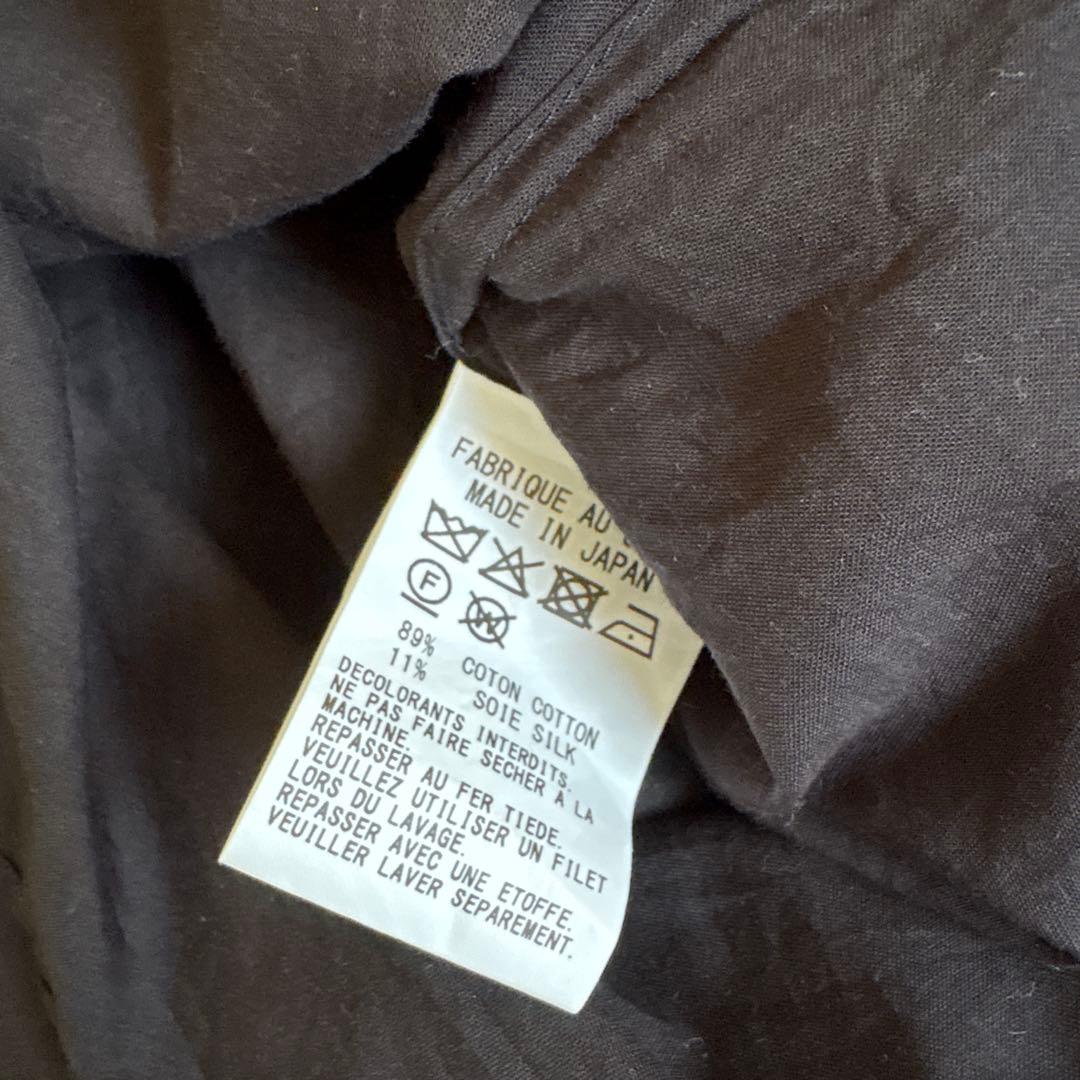 FABRIQUE AU
MADE IN JAPAN
F
W
89% COTON COTTON
11% SOIE SILK
DECOLORANTS INTERDITS.
NE PAS FAIRE SECHER À LA
MACHINE.
REPASSER AU FER TIEDE.
VEUILLEZ UTILISER UN FILET
LORS DU LAVAGE.
REPASSER AVEC UNE ETOFFE.
VEUILLER LAVER SEPAREMENT.